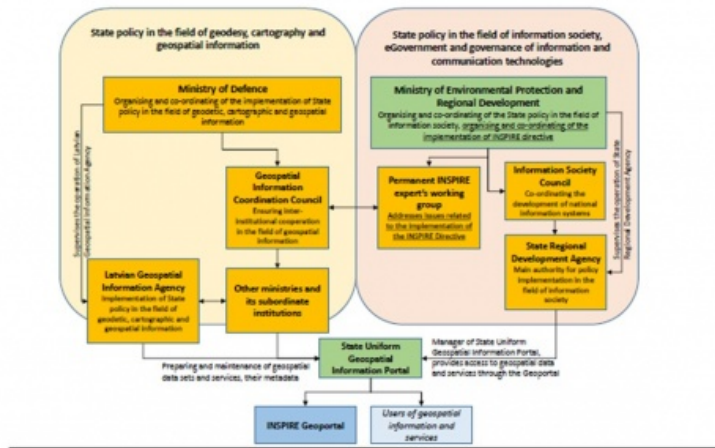 State policy in the field of geodesy, cartography and
geospatial information
State policy in the field of information society,
eGovernment and governance of information and
communication technologies
Ministry of Defence
Organising and co-ordinating of the implementation of State
policy in the field of geodetic, cartographic and geospatial
information
Ministry of Environmental Protection and
Regional Development
Organizing and co-ordinating of the State policy in the field of
information society, organizing and co-ordinating of the
implementation of INSPIRE directive
Supervises the operation of Latvian
Geospatial Information Agency
Geospatial
Information
Coordination Council
Ensuring inter-
institutional cooperation
in the field of geospatial
information
Permanent INSPIRE
expert's working
group
Addresses issues related
to the implementation of
the INSPIRE Directive
Information Society
Council
Co-ordinating the
development of national
information systems
Supervises the operation of State
Regional Development Agency
State Regional
Development Agency
Main authority for policy
implementation in the
field of information
society
Latvian Geospatial
Information Agency
Implementation of State
policy in the field of
geodetic, cartographic and
geospatial information
Other ministries and
its subordinate
institutions
State Uniform
Geospatial
Information Portal
Preparing and maintenance of geospatial
data sets and services, their metadata
Manager of State Uniform
Geospatial Information Portal,
provides access to geospatial data
and services through the Geoportal
INSPIRE Geoportal
Users of geospatial
information and
services